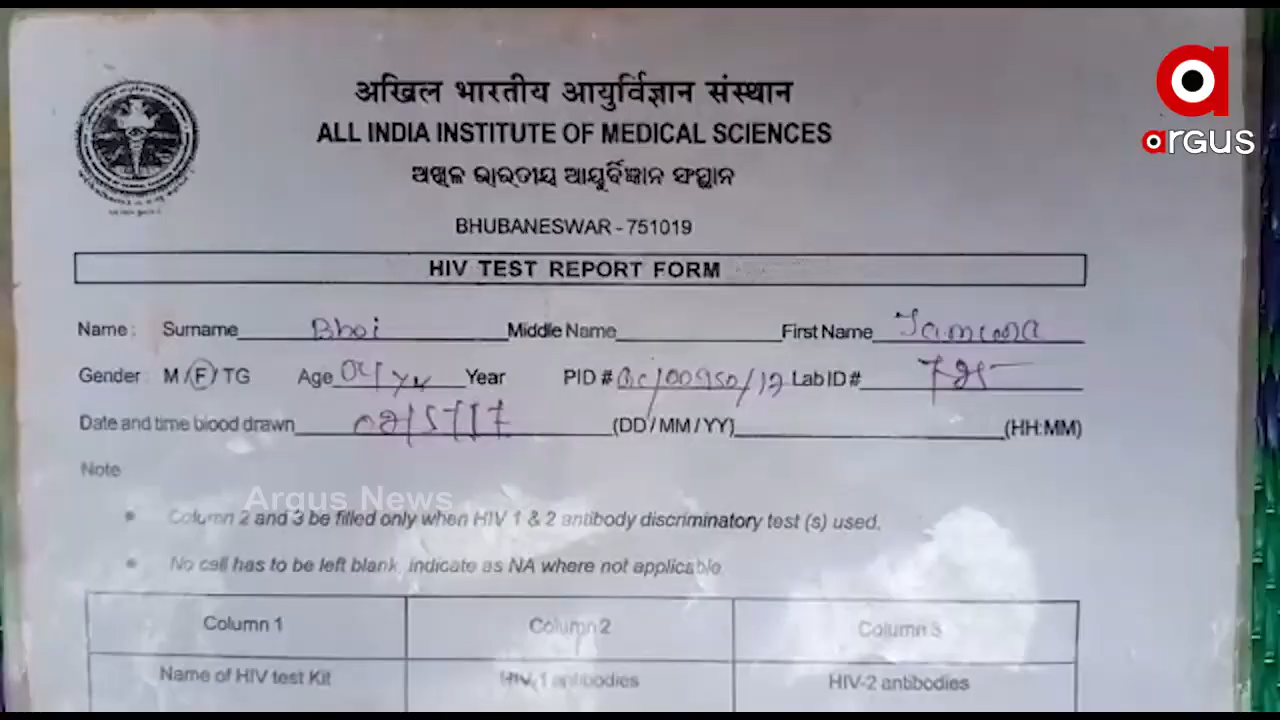 अखिल भारतीय आयुर्विज्ञान संस्थान
argus
ALL INDIA INSTITUTE OF MEDICAL SCIENCES
ଅଖିଳ ଭାରତୀୟ ଆୟୁର୍ବିଜ୍ଞାନ ସଂସ୍ଥାନ
BHUBANESWAR - 751019
HIV TEST REPORT FORM
Name : Surname Bhoi Middle Name First Name
Gender M / F / TG Age 04 yr Year PID # Lab ID #
Date and time blood drawn (DD / MM / YY) (HH:MM)
Note
Argus News
• Column 2 and 3 be filled only when HIV 1 & 2 antibody discriminatory test (s) used.
• No cell has to be left blank, indicate as NA where not applicable
Column 1 Column 2 Column 3
Name of HIV test Kit HIV-1 antibodies HIV-2 antibodies